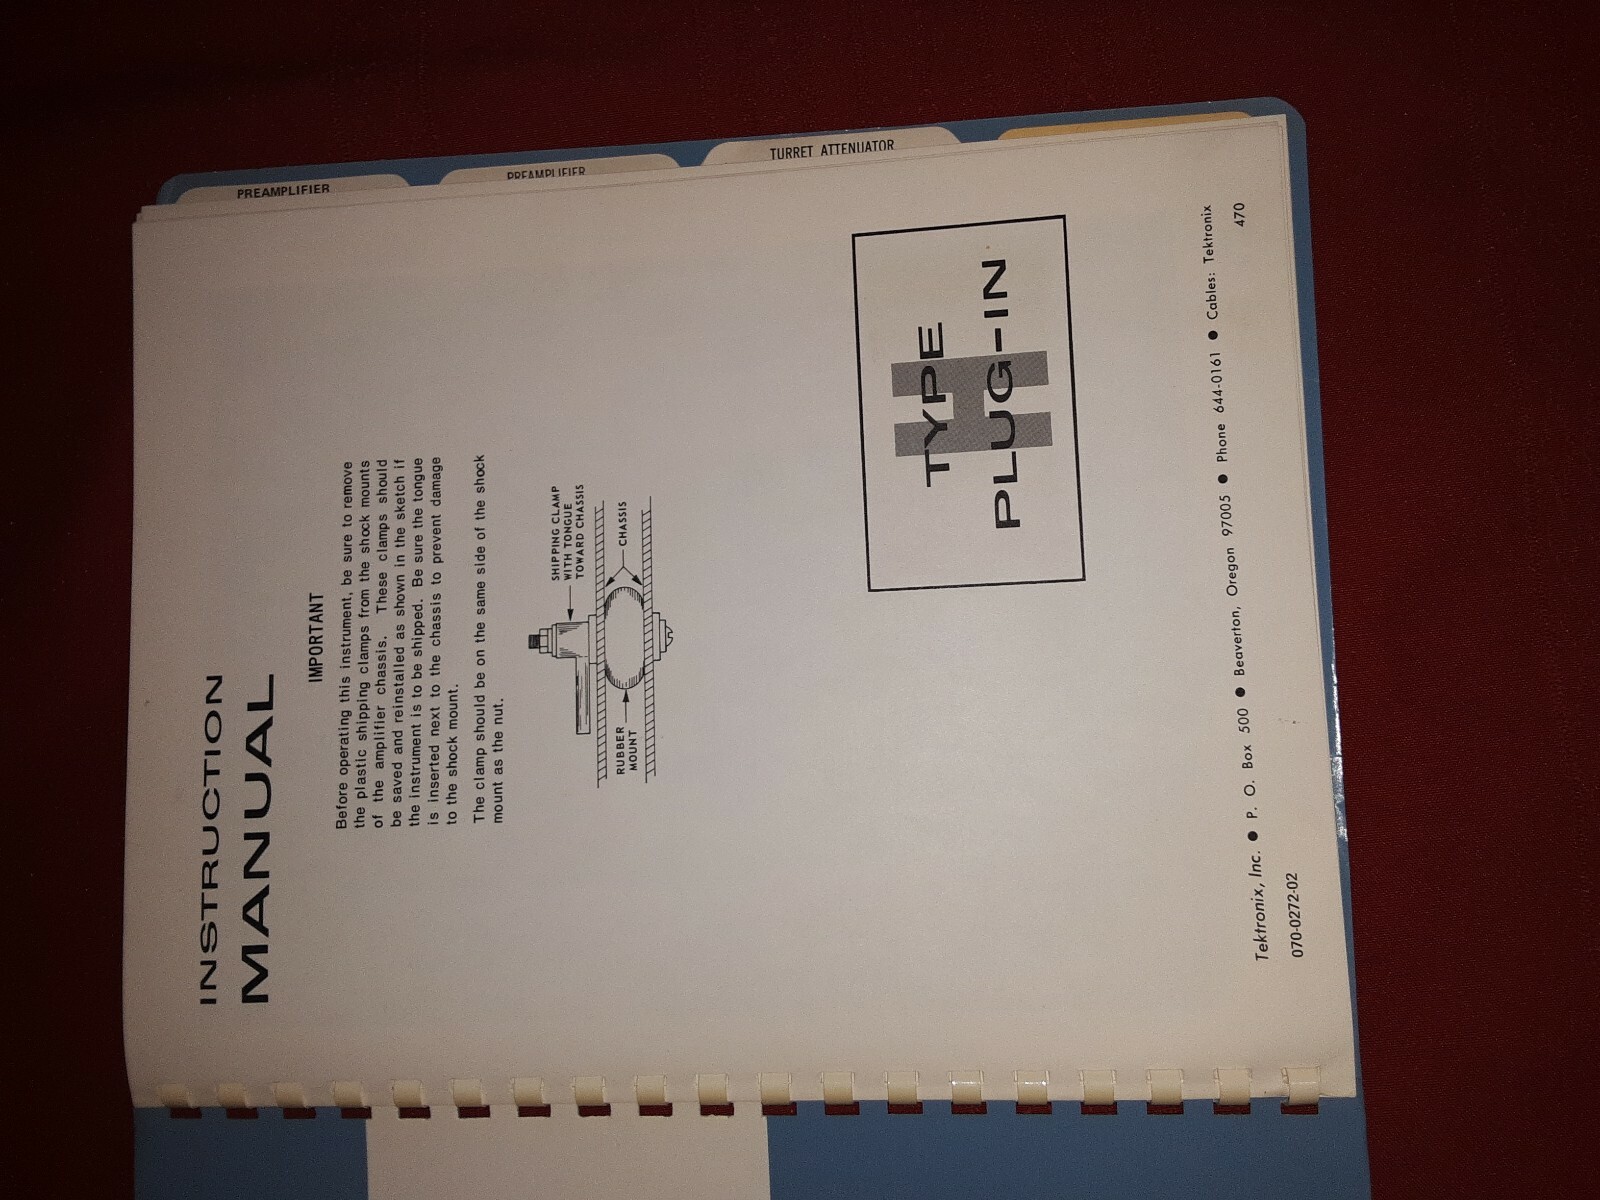 PREAMPLIFIER
PREAMPLIFIER
TURRET ATTENUATOR
INSTRUCTION
MANUAL
IMPORTANT
Before operating this instrument, be sure to remove
the plastic shipping clamps from the shock mounts
of the amplifier chassis. These clamps should
be saved and reinstalled as shown in the sketch if
the instrument is to be shipped. Be sure the tongue
is inserted next to the chassis to prevent damage
to the shock mount.
The clamp should be on the same side of the shock
mount as the nut.
SHIPPING CLAMP
WITH TONGUE
TOWARD CHASSIS
CHASSIS
RUBBER
MOUNT
H
TYPE
PLUG-IN
Tektronix, Inc. ● P. O. Box 500 ● Beaverton, Oregon 97005 ● Phone 644-0161 ● Cables: Tektronix
070-0272-02
470